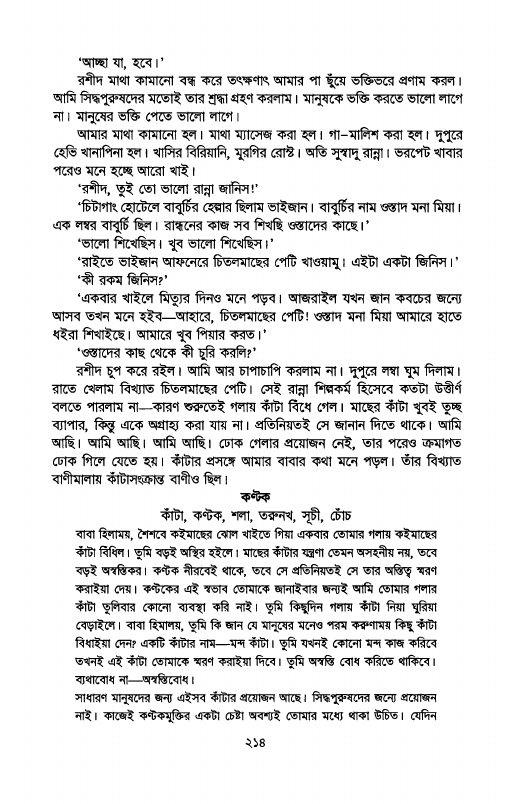 ‘আচ্ছা যা, হবে।’
রশীদ মাথা কামানো বন্ধ করে তৎক্ষণাৎ আমার পা ছুঁয়ে ভক্তিভরে প্রণাম করল।
আমি সিদ্ধপুরুষদের মতোই তার শ্রদ্ধা গ্রহণ করলাম। মানুষকে ভক্তি করতে ভালো লাগে
না। মানুষের ভক্তি পেতে ভালো লাগে।
আমার মাথা কামানো হল। মাথা ম্যাসেজ করা হল। গা–মালিশ করা হল। দুপুরে
হেভি খানাপিনা হল। খাসির বিরিয়ানি, মুরগির রোস্ট। অতি সুস্বাদু রান্না। ভরপেট খাবার
পরেও মনে হচ্ছে আরো খাই।
‘রশীদ, তুই তো ভালো রান্না জানিস!’
‘চিটাগাং হোটেলে বাবুর্চির হেল্পার ছিলাম ভাইজান। বাবুর্চির নাম ওস্তাদ মনা মিয়া।
এক লম্বর বাবুর্চি ছিল। রান্ধনের কাজ সব শিখছি ওস্তাদের কাছে।’
‘ভালো শিখেছিস। খুব ভালো শিখেছিস।’
‘রাইতে ভাইজান আফনেরে চিতলমাছের পেটি খাওয়ামু। এইটা একটা জিনিস।’
‘কী রকম জিনিস?’
‘একবার খাইলে মিত্যুর দিনও মনে পড়ব। আজরাইল যখন জান কবচের জন্যে
আসব তখন মনে হইব—আহারে, চিতলমাছের পেটি! ওস্তাদ মনা মিয়া আমারে হাতে
ধইরা শিখাইছে। আমারে খুব পিয়ার করত।’
‘ওস্তাদের কাছ থেকে কী চুরি করলি?’
রশীদ চুপ করে রইল। আমি আর চাপাচাপি করলাম না। দুপুরে লম্বা ঘুম দিলাম।
রাতে খেলাম বিখ্যাত চিতলমাছের পেটি। সেই রান্না শিল্পকর্ম হিসেবে কতটা উত্তীর্ণ
বলতে পারলাম না—কারণ শুরুতেই গলায় কাঁটা বিঁধে গেল। মাছের কাঁটা খুবই তুচ্ছ
ব্যাপার, কিন্তু একে অগ্রাহ্য করা যায় না। প্রতিনিয়তই সে জানান দিতে থাকে। আমি
আছি। আমি আছি। আমি আছি। ঢোক গেলার প্রয়োজন নেই, তার পরেও ক্রমাগত
ঢোক গিলে যেতে হয়। কাঁটার প্রসঙ্গে আমার বাবার কথা মনে পড়ল। তাঁর বিখ্যাত
বাণীমালায় কাঁটাসংক্রান্ত বাণীও ছিল।
কণ্টক
কাঁটা, কণ্টক, শলা, তরুনখ, সূচী, চোঁচ
বাবা হিলাময়, শৈশবে কইমাছের ঝোল খাইতে গিয়া একবার তোমার গলায় কইমাছের
কাঁটা বিঁধিল। তুমি বড়ই অস্থির হইলে। মাছের কাঁটার যন্ত্রণা তেমন অসহনীয় নয়, তবে
বড়ই অস্বস্তিকর। কণ্টক নীরবেই থাকে, তবে সে প্রতিনিয়তই সে তার অস্তিত্ব স্মরণ
করাইয়া দেয়। কণ্টকের এই স্বভাব তোমাকে জানাইবার জন্যই আমি তোমার গলার
কাঁটা তুলিবার কোনো ব্যবস্থা করি নাই। তুমি কিছুদিন গলায় কাঁটা নিয়া ঘুরিয়া
বেড়াইলে। বাবা হিমালয়, তুমি কি জান যে মানুষের মনেও পরম করুণাময় কিছু কাঁটা
বিধাইয়া দেন? একটি কাঁটার নাম—মন্দ কাঁটা। তুমি যখনই কোনো মন্দ কাজ করিবে
তখনই এই কাঁটা তোমাকে স্মরণ করাইয়া দিবে। তুমি অস্বস্তি বোধ করিতে থাকিবে।
ব্যথাবোধ না—অস্বস্তিবোধ।
সাধারণ মানুষদের জন্য এইসব কাঁটার প্রয়োজন আছে। সিদ্ধপুরুষদের জন্যে প্রয়োজন
নাই। কাজেই কণ্টকমুক্তির একটা চেষ্টা অবশ্যই তোমার মধ্যে থাকা উচিত। যেদিন
২১৪